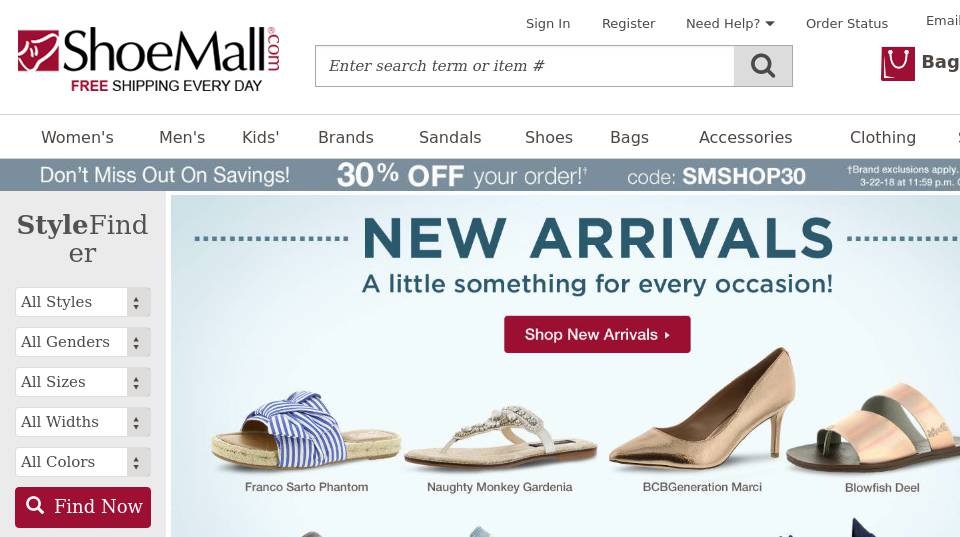 Sign In
Register
Need Help?
Order Status
Email
ShoeMall.com
FREE SHIPPING EVERY DAY
Enter search term or item #
Bag
Women's
Men's
Kids'
Brands
Sandals
Shoes
Bags
Accessories
Clothing
Don't Miss Out On Savings! 30% OFF your order!† code: SMSHOP30
†Brand exclusions apply.
3-22-18 at 11:59 p.m.
StyleFind
er
All Styles
All Genders
All Sizes
All Widths
All Colors
Find Now
NEW ARRIVALS
A little something for every occasion!
Shop New Arrivals
Franco Sarto Phantom
Naughty Monkey Gardenia
BCBGeneration Marci
Blowfish Deel